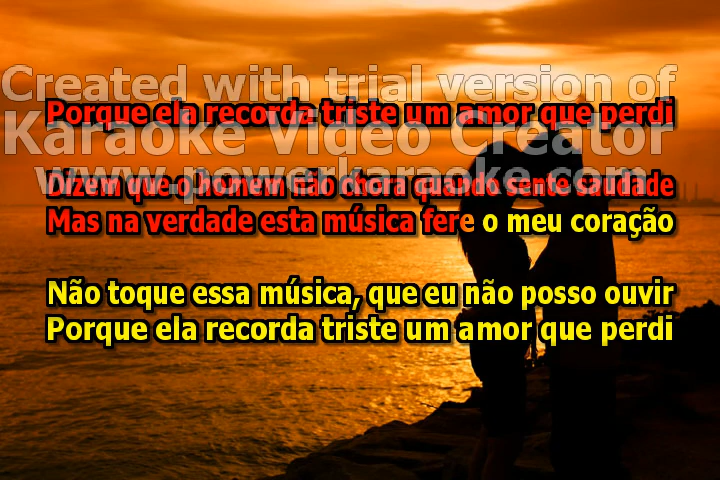 Created with trial version of
Porque ela recorda triste um amor que perdi
Karaoke Video Creator
www.powerkaraoke.com
Dizem que o homem não chora quando sente saudade
Mas na verdade esta música fere o meu coração
Não toque essa música, que eu não posso ouvir
Porque ela recorda triste um amor que perdi